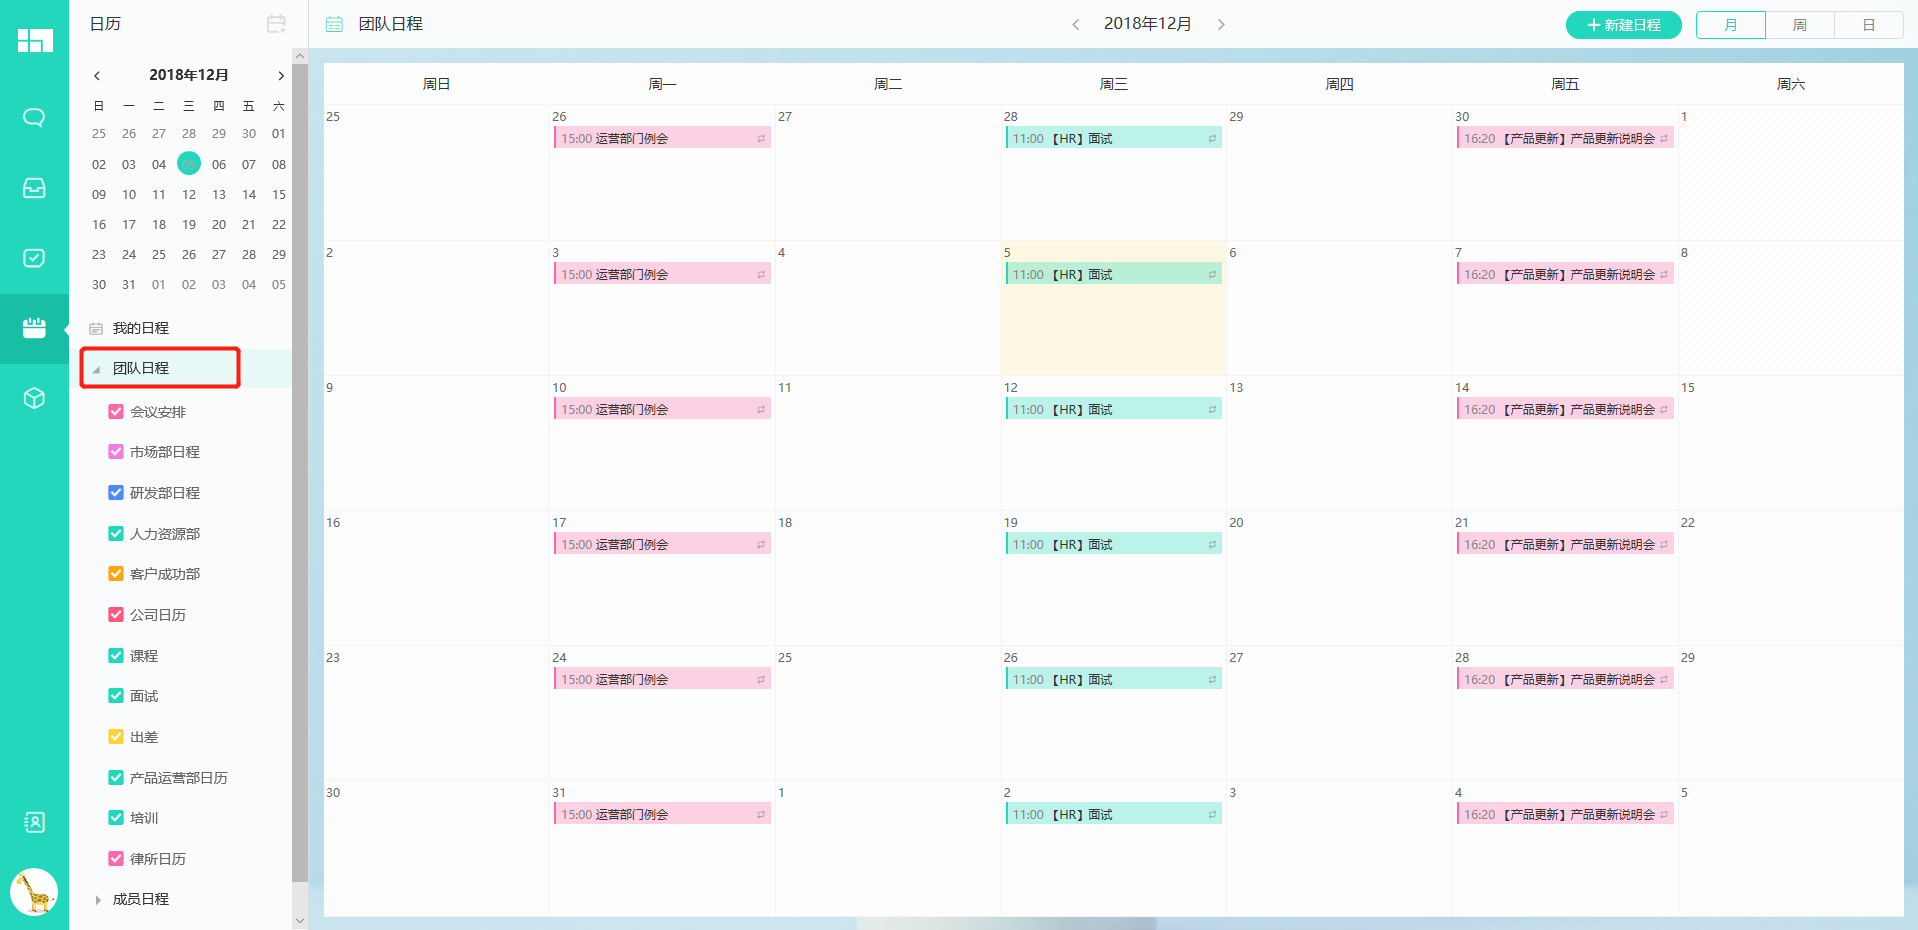 日历
2018年12月
日 一 二 三 四 五 六
25 26 27 28 29 30 01
02 03 04 05 06 07 08
09 10 11 12 13 14 15
16 17 18 19 20 21 22
23 24 25 26 27 28 29
30 31 01 02 03 04 05
我的日程
团队日程
会议安排
市场部日程
研发部日程
人力资源部
客户成功部
公司日历
课程
面试
出差
产品运营部日历
培训
律所日历
成员日程
团队日程
2018年12月
新建日程
月 周 日
周日 周一 周二 周三 周四 周五 周六
25 26 27 28 29 30 1
15:00 运营部门例会 11:00 【HR】面试 16:20 【产品更新】产品更新说明会
2 3 4 5 6 7 8
15:00 运营部门例会 11:00 【HR】面试 16:20 【产品更新】产品更新说明会
9 10 11 12 13 14 15
15:00 运营部门例会 11:00 【HR】面试 16:20 【产品更新】产品更新说明会
16 17 18 19 20 21 22
15:00 运营部门例会 11:00 【HR】面试 16:20 【产品更新】产品更新说明会
23 24 25 26 27 28 29
15:00 运营部门例会 11:00 【HR】面试 16:20 【产品更新】产品更新说明会
30 31 1 2 3 4 5
15:00 运营部门例会 11:00 【HR】面试 16:20 【产品更新】产品更新说明会